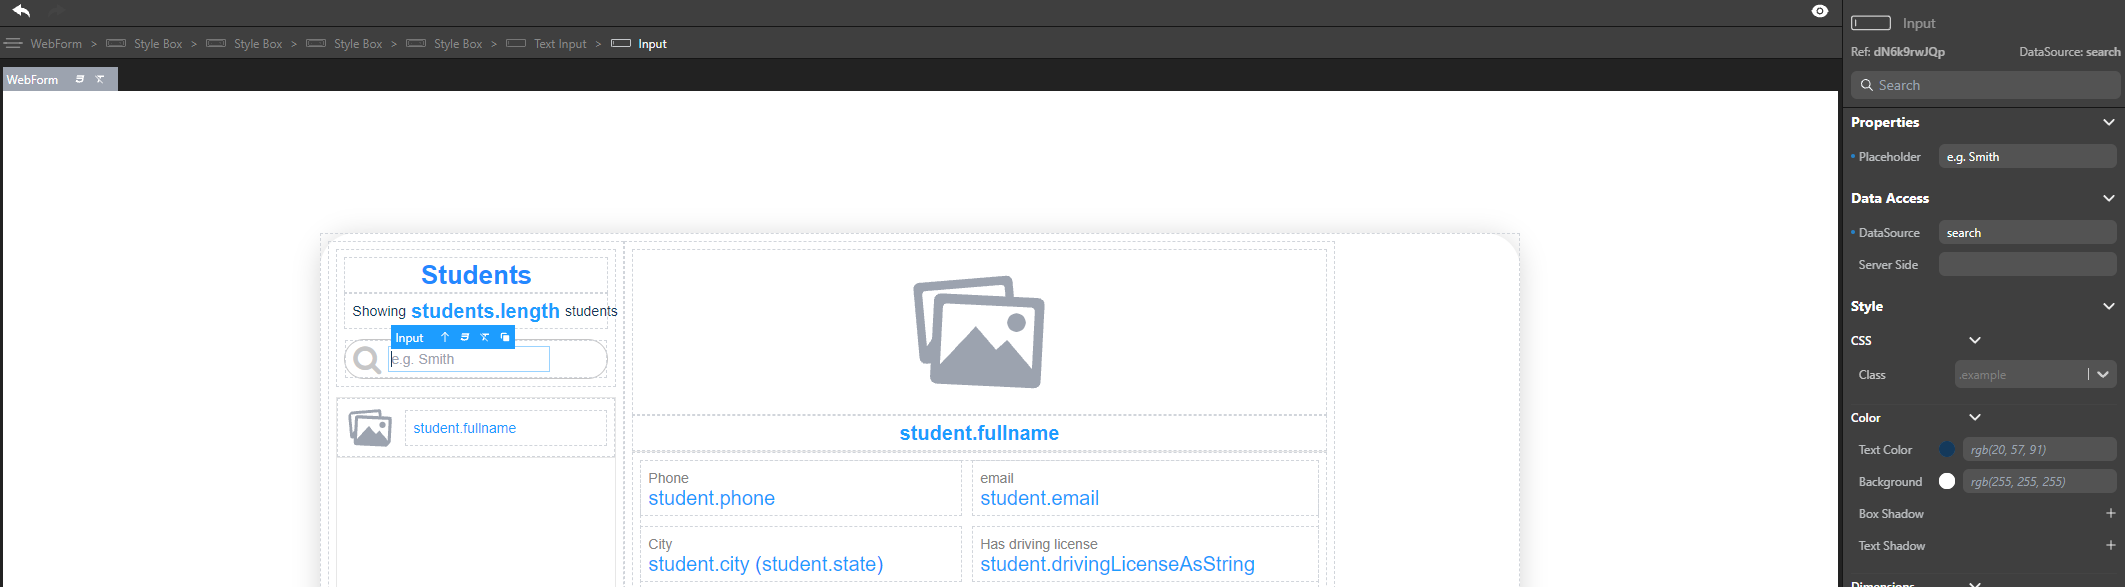 WebForm > Style Box > Style Box > Style Box > Style Box > Text Input > Input
WebForm
Students
Showing students.length students
Input
e.g. Smith
student.fullname
student.fullname
Phone
student.phone
email
student.email
City
student.city (student.state)
Has driving license
student.drivingLicenseAsString
Input
Ref: dN6k9rwJQp
DataSource: search
Search
Properties
Placeholder e.g. Smith
Data Access
DataSource search
Server Side
Style
CSS
Class .example
Color
Text Color rgb(20, 57, 91)
Background rgb(255, 255, 255)
Box Shadow +
Text Shadow +
Dimensions